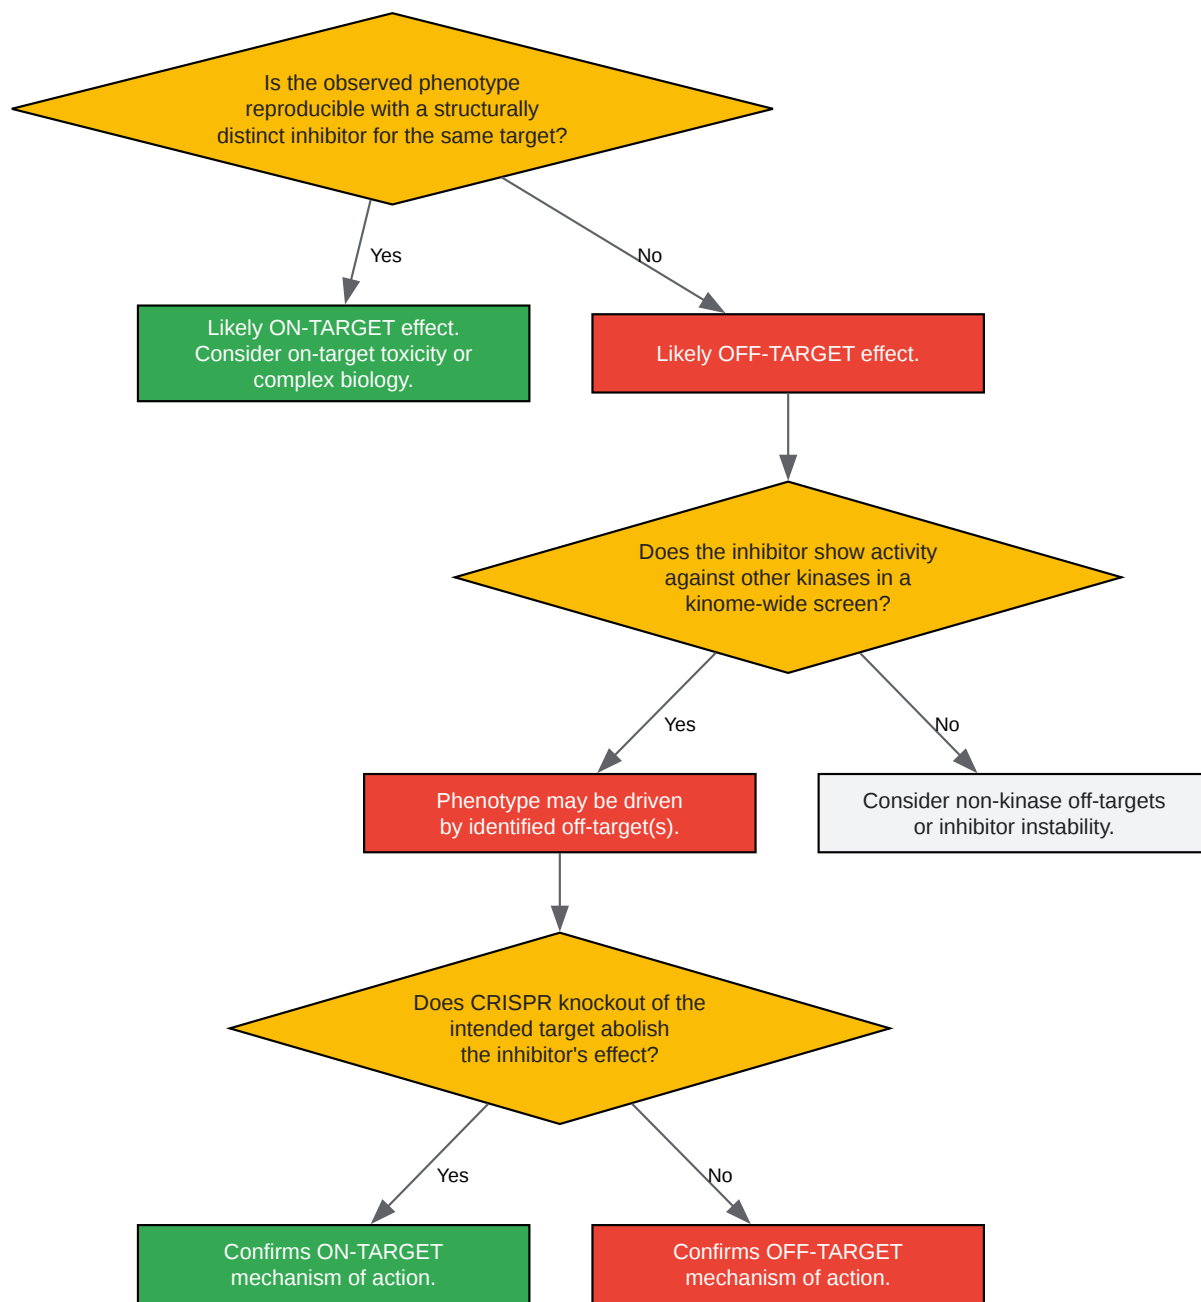 Is the observed phenotype
reproducible with a structurally
distinct inhibitor for the same target?
Yes
No
Likely ON-TARGET effect.
Consider on-target toxicity or
complex biology.
Likely OFF-TARGET effect.
Does the inhibitor show activity
against other kinases in a
kinome-wide screen?
Yes
No
Phenotype may be driven
by identified off-target(s).
Consider non-kinase off-targets
or inhibitor instability.
Does CRISPR knockout of the
intended target abolish
the inhibitor's effect?
Yes
No
Confirms ON-TARGET
mechanism of action.
Confirms OFF-TARGET
mechanism of action.